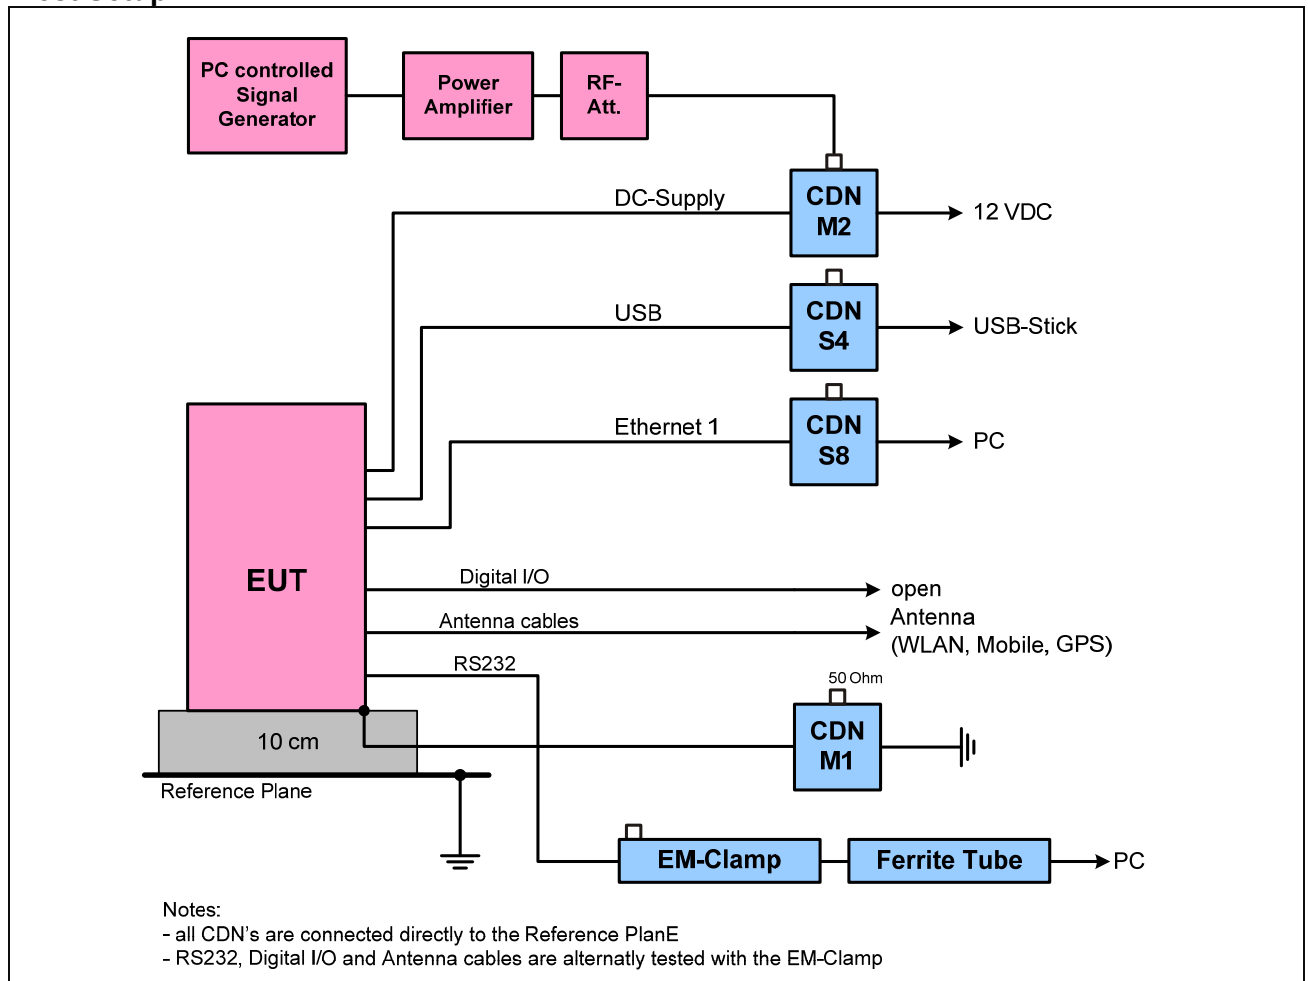 PC controlled
Signal
Generator
Power
Amplifier
RF-
Att.
DC-Supply
CDN
M2
12 VDC
USB
CDN
S4
USB-Stick
Ethernet 1
CDN
S8
PC
EUT
Digital I/O
open
Antenna cables
Antenna
(WLAN, Mobile, GPS)
RS232
50 Ohm
CDN
M1
10 cm
Reference Plane
EM-Clamp
Ferrite Tube
PC
Notes:
- all CDN's are connected directly to the Reference PlanE
- RS232, Digital I/O and Antenna cables are alternatly tested with the EM-Clamp